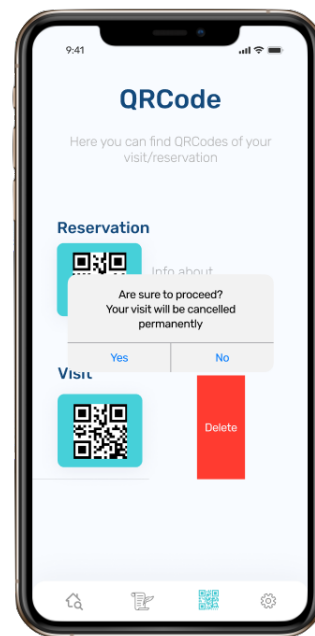 9:41
QRCode
Here you can find QRCodes of your
visit/reservation
Reservation
Info about
Are sure to proceed?
Your visit will be cancelled
permanently
Yes
No
Visit
Delete